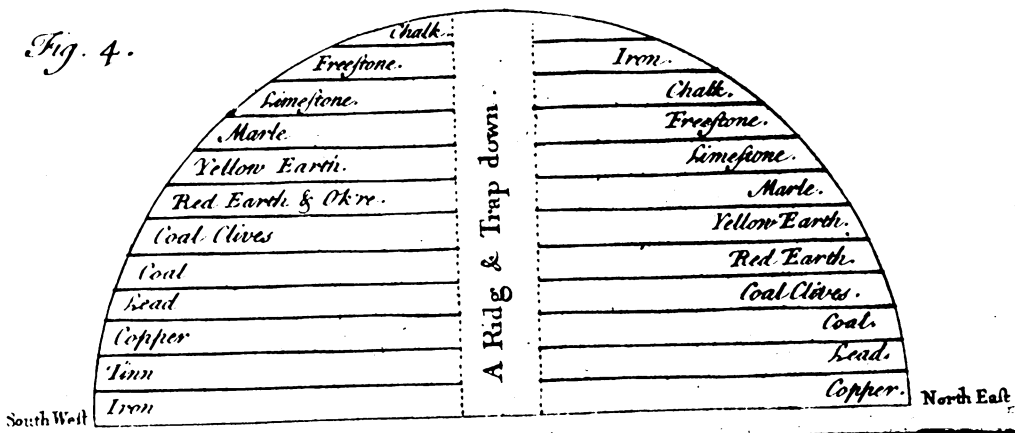 Fig. 4.
Chalk.
Freeſtone.
Limeſtone.
Marle
Yellow Earth.
Red Earth & Ok're.
Coal Clives
Coal
Lead
Copper
Tinn
Iron
South West
A Ridg & Trap down.
Iron.
Chalk.
Freeſtone.
Limeſtone.
Marle.
Yellow Earth.
Red Earth.
Coal Clives.
Coal.
Lead.
Copper.
North East